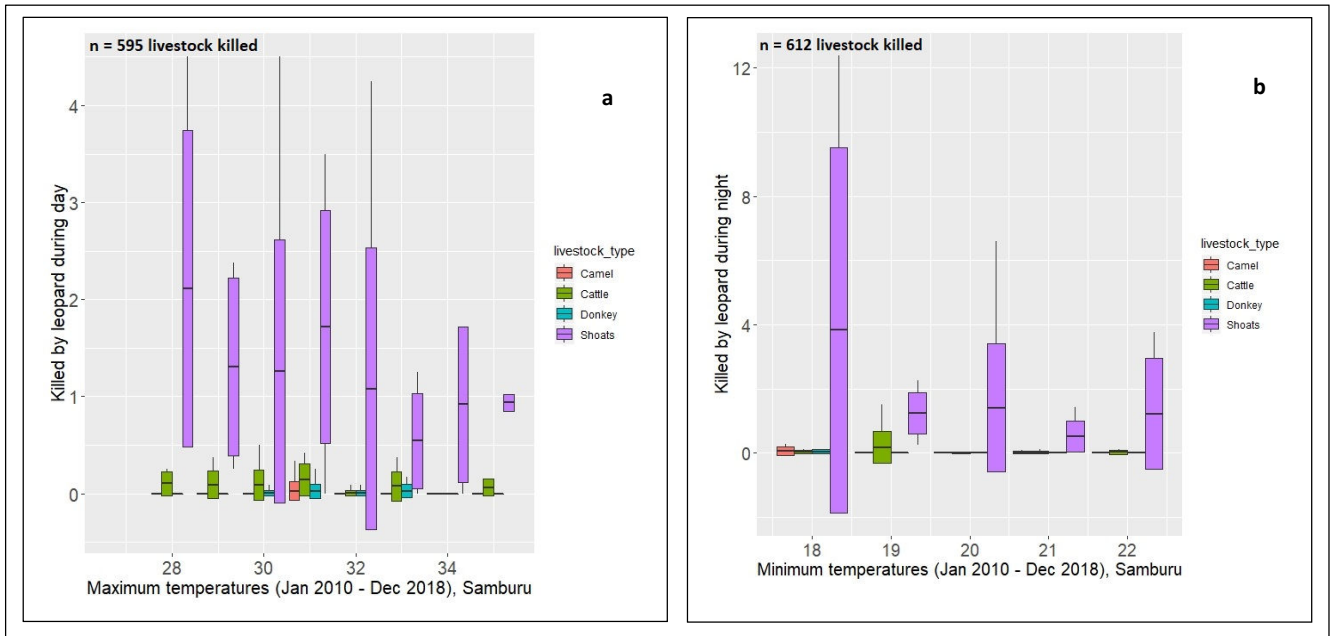 n = 595 livestock killed
a
4
3
2
1
0
Killed by leopard during day
28 30 32 34
Maximum temperatures (Jan 2010 - Dec 2018), Samburu
livestock_type
Camel
Cattle
Donkey
Shoats
n = 612 livestock killed
b
12
8
4
0
Killed by leopard during night
18 19 20 21 22
Minimum temperatures (Jan 2010 - Dec 2018), Samburu
livestock_type
Camel
Cattle
Donkey
Shoats